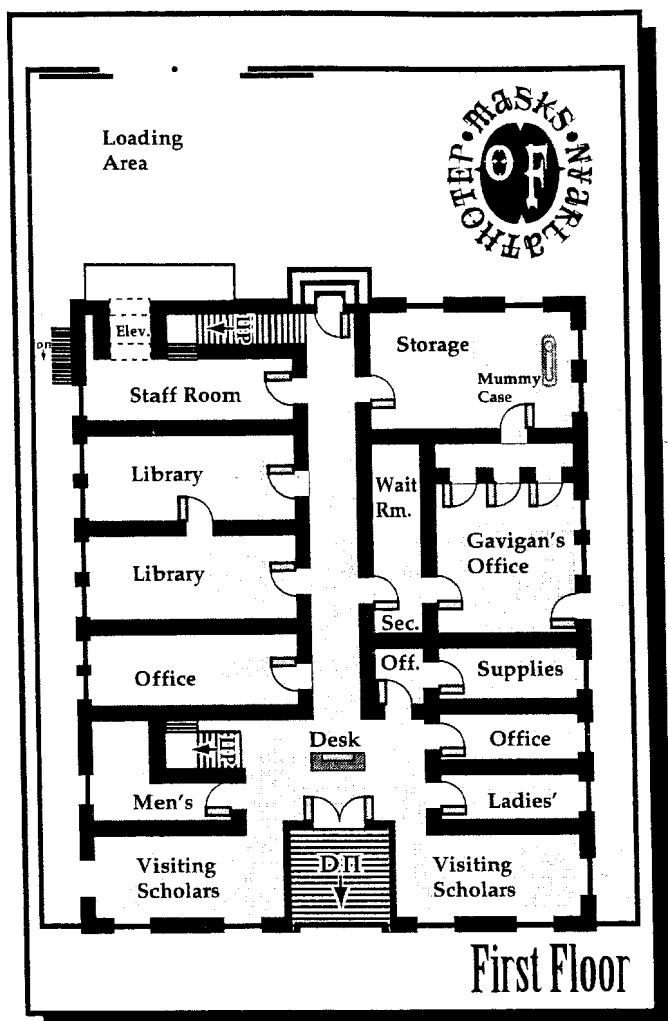 Loading
Area
MASKS OF NYARLATHOTEP
Elev.
UP
DN
Storage
Mummy
Case
Staff Room
Library
Wait
Rm.
Gavigan's
Office
Library
Sec.
Off.
Supplies
Office
Desk
Office
UP
Men's
Ladies'
Visiting
Scholars
DN
Visiting
Scholars
First Floor